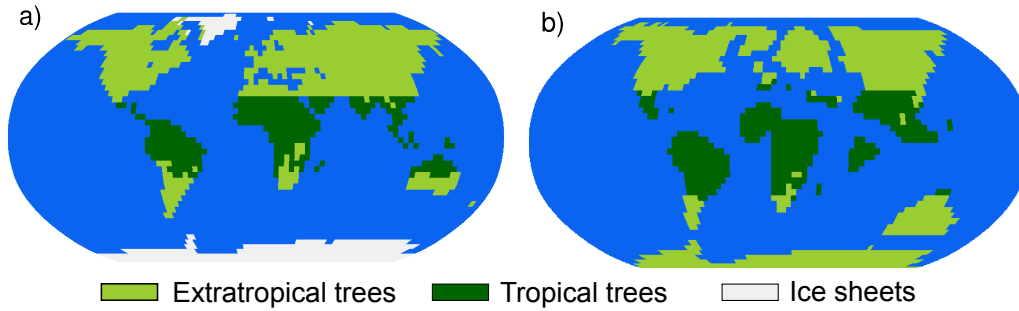 a)
b)
Extratropical trees
Tropical trees
Ice sheets